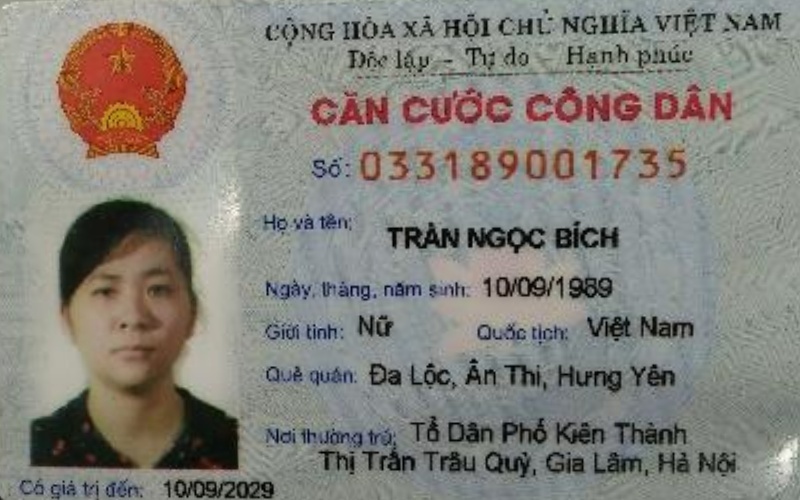 CỘNG HÒA XÃ HỘI CHỦ NGHĨA VIỆT NAM
Độc lập - Tự do - Hạnh phúc
CĂN CƯỚC CÔNG DÂN
Số: 033189001735
Họ và tên: TRẦN NGỌC BÍCH
Ngày, tháng, năm sinh: 10/09/1989
Giới tính: Nữ Quốc tịch: Việt Nam
Quê quán: Đa Lộc, Ân Thi, Hưng Yên
Nơi thường trú: Tổ Dân Phố Kiên Thành
Thị Trấn Trâu Quỳ, Gia Lâm, Hà Nội
Có giá trị đến: 10/09/2029